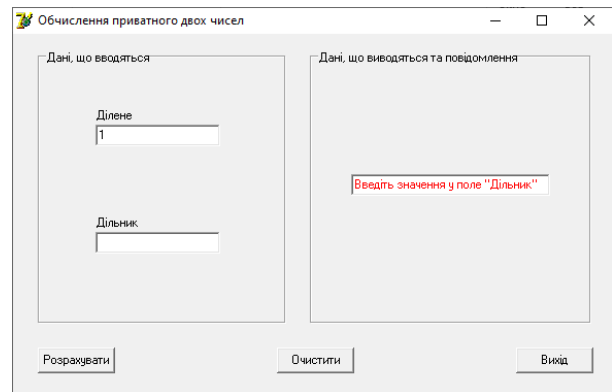 Обчислення приватного двох чисел
Дані, що вводяться
Дані, що виводяться та повідомлення
Ділене
1
Введіть значення у поле "Дільник"
Дільник
Розрахувати
Очистити
Вихід